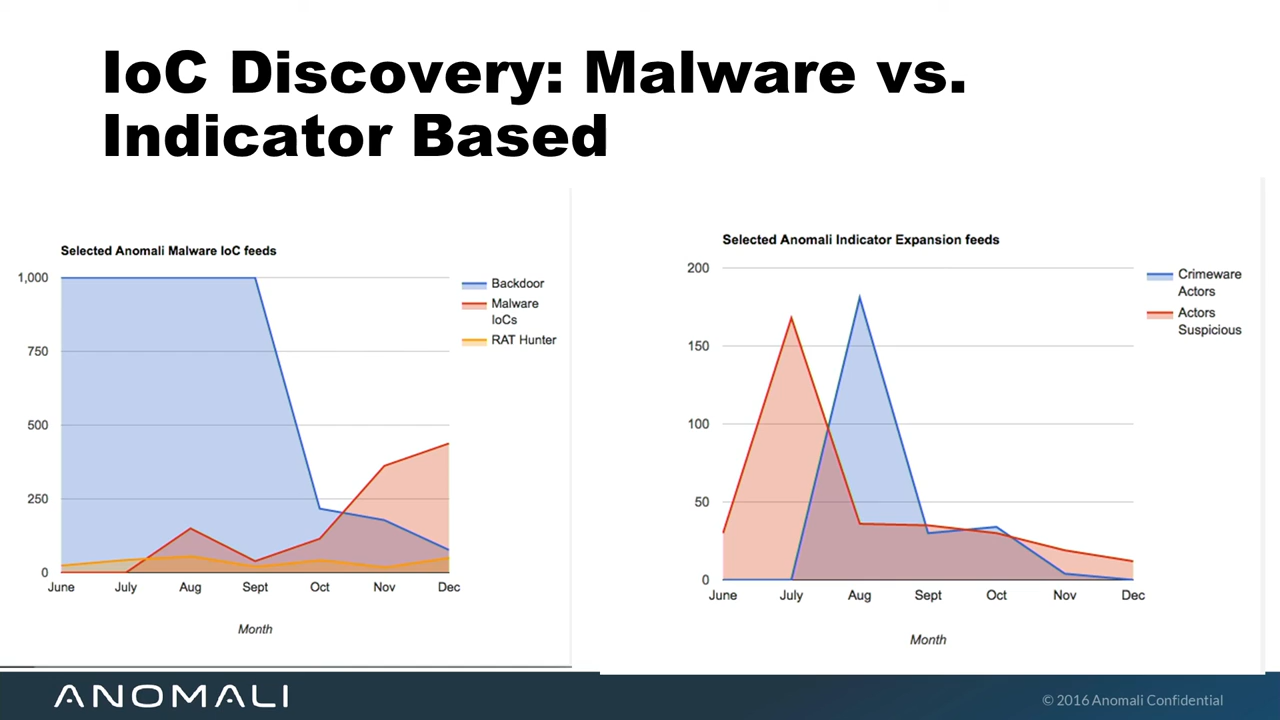 IoC Discovery: Malware vs.
Indicator Based
Selected Anomali Malware IoC feeds
1,000
750
500
250
0
June July Aug Sept Oct Nov Dec
Month
Backdoor
Malware
IoCs
RAT Hunter
Selected Anomali Indicator Expansion feeds
200
150
100
50
0
June July Aug Sept Oct Nov Dec
Month
Crimeware
Actors
Actors
Suspicious
ANOMALI
© 2016 Anomali Confidential